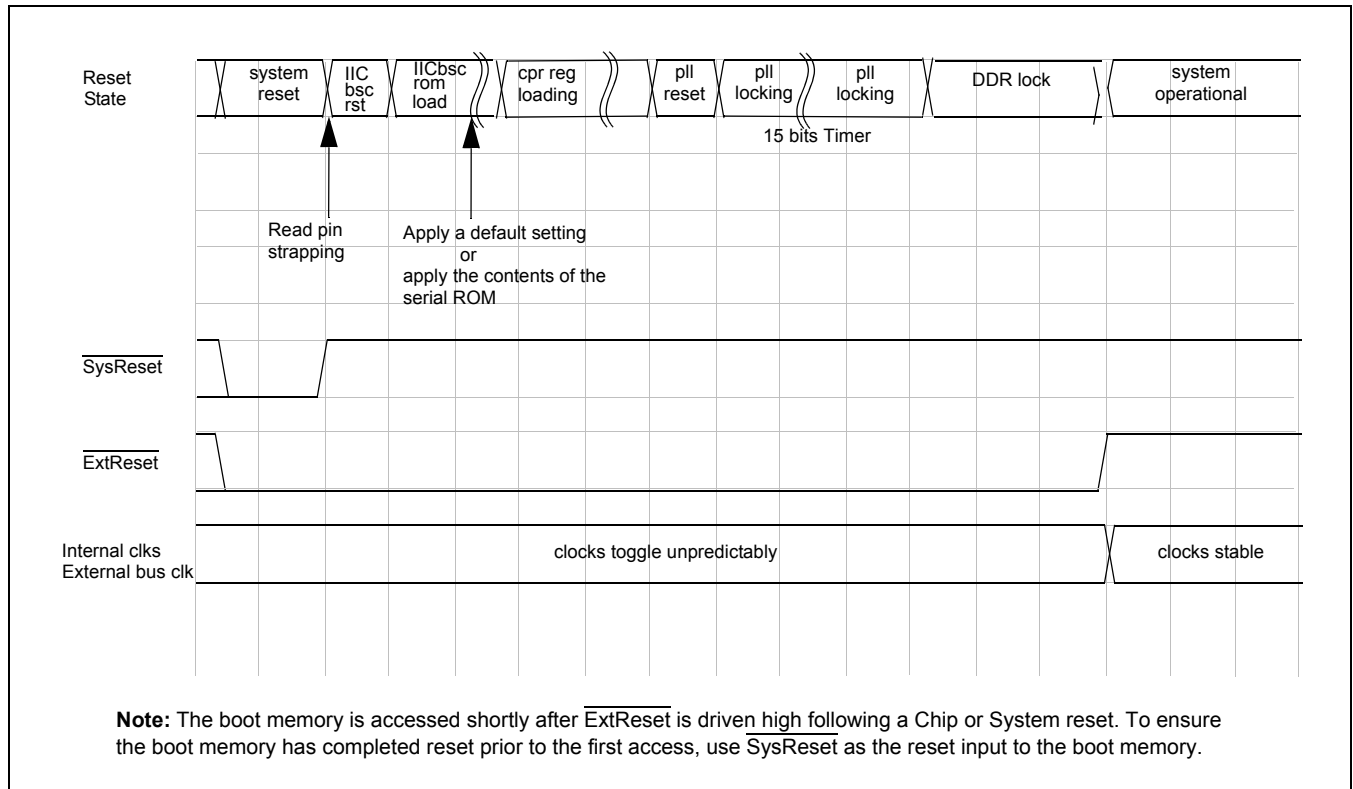 Reset
State
system
reset
IIC
bsc
rst
IICbsc
rom
load
cpr reg
loading
pll
reset
pll
locking
pll
locking
DDR lock
system
operational
15 bits Timer
Read pin
strapping
Apply a default setting
or
apply the contents of the
serial ROM
SysReset
ExtReset
Internal clks
External bus clk
clocks toggle unpredictably
clocks stable
Note: The boot memory is accessed shortly after ExtReset is driven high following a Chip or System reset. To ensure
the boot memory has completed reset prior to the first access, use SysReset as the reset input to the boot memory.